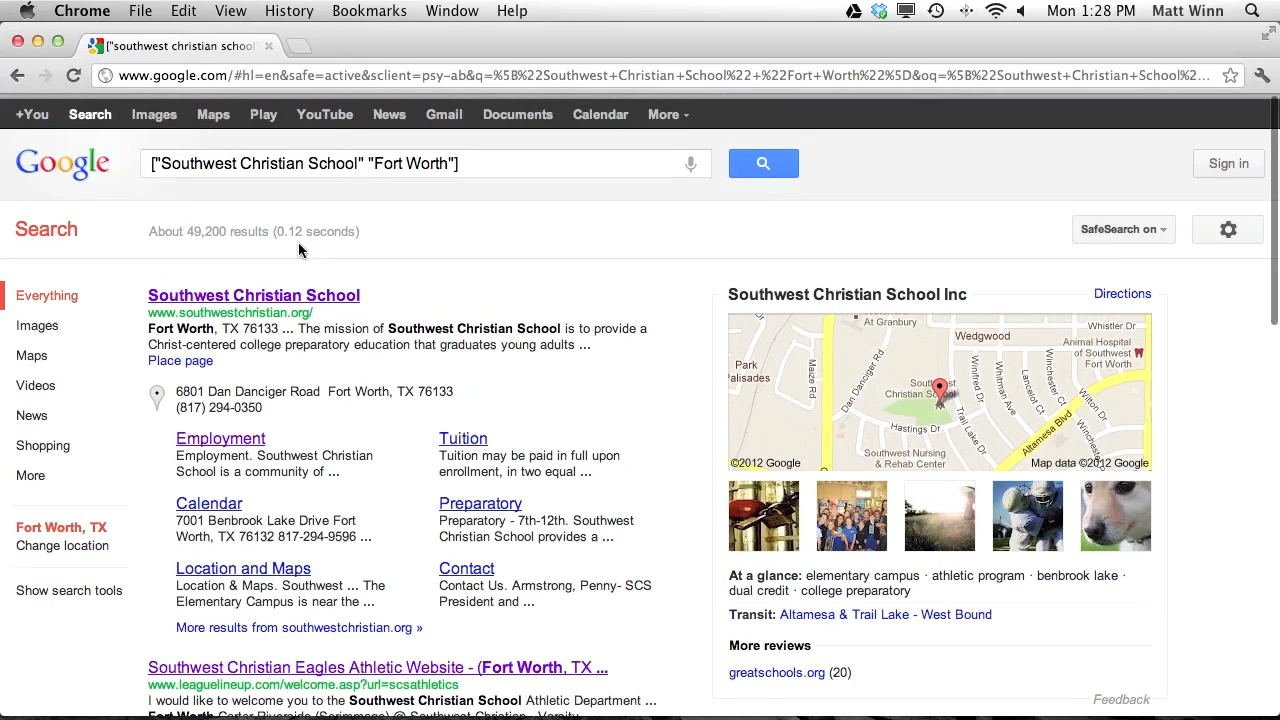 Chrome File Edit View History Bookmarks Window Help Mon 1:28 PM Matt Winn
["southwest christian school"
www.google.com/#hl=en&safe=active&sclient=psy-ab&q=%5B%22Southwest+Christian+School%22+%22Fort+Worth%22%5D&oq=%5B%22Southwest+Christian+School%2...
+You Search Images Maps Play YouTube News Gmail Documents Calendar More
Google ["Southwest Christian School" "Fort Worth"] Sign in
Search About 49,200 results (0.12 seconds) SafeSearch on
Everything
Images
Maps
Videos
News
Shopping
More
Fort Worth, TX
Change location
Show search tools
Southwest Christian School
www.southwestchristian.org/
Fort Worth, TX 76133 ... The mission of Southwest Christian School is to provide a
Christ-centered college preparatory education that graduates young adults ...
Place page
6801 Dan Danciger Road Fort Worth, TX 76133
(817) 294-0350
Employment
Employment. Southwest Christian
School is a community of ...
Tuition
Tuition may be paid in full upon
enrollment, in two equal ...
Calendar
7001 Benbrook Lake Drive Fort
Worth, TX 76132 817-294-9596 ...
Preparatory
Preparatory - 7th-12th. Southwest
Christian School provides a ...
Location and Maps
Location & Maps. Southwest ... The
Elementary Campus is near the ...
Contact
Contact Us. Armstrong, Penny- SCS
President and ...
More results from southwestchristian.org »
Southwest Christian Eagles Athletic Website - (Fort Worth, TX ...
www.leaguelineup.com/welcome.asp?url=scsathletics
I would like to welcome you to the Southwest Christian School Athletic Department ...
Fort Worth Carter Riverside (Scrimmage) @ Southwest Christian - Varsity
Southwest Christian School Inc Directions
At Granbury
Wedgwood
Whistler Dr
Animal Hospital
of Southwest
Fort Worth
Park
Palisades
Maize Rd
Dan Danciger Rd
Southwest
Christian School
Winifred Dr
Whitman Ave
Lancelot Ct
Winchester Ct
Wilton Dr
Trail Lake Dr
Hastings Dr
Altamesa Blvd
Southwest Nursing
& Rehab Center
©2012 Google Map data ©2012 Google
At a glance: elementary campus · athletic program · benbrook lake ·
dual credit · college preparatory
Transit: Altamesa & Trail Lake - West Bound
More reviews
greatschools.org (20)
Feedback